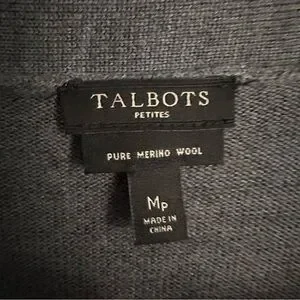 TALBOTS
PETITES
PURE MERINO WOOL
MP
MADE IN
CHINA